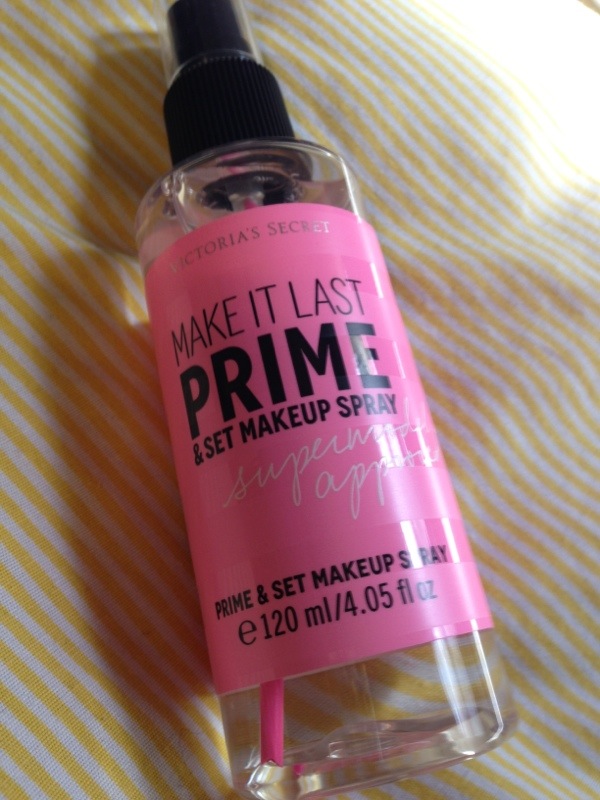 VICTORIA'S SECRET
MAKE IT LAST
PRIME
& SET MAKEUP SPRAY
PRIME & SET MAKEUP SPRAY
℮ 120 ml/4.05 fl oz